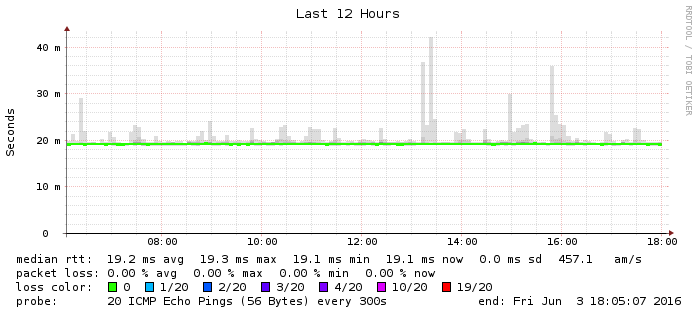 Last 12 Hours
RRDTOOL / TOBI OETIKER
Seconds
40 m
30 m
20 m
10 m
0
08:00 10:00 12:00 14:00 16:00 18:00
median rtt: 19.2 ms avg 19.3 ms max 19.1 ms min 19.1 ms now 0.0 ms sd 457.1 am/s
packet loss: 0.00 % avg 0.00 % max 0.00 % min 0.00 % now
loss color: 0 1/20 2/20 3/20 4/20 10/20 19/20
probe: 20 ICMP Echo Pings (56 Bytes) every 300s end: Fri Jun 3 18:05:07 2016